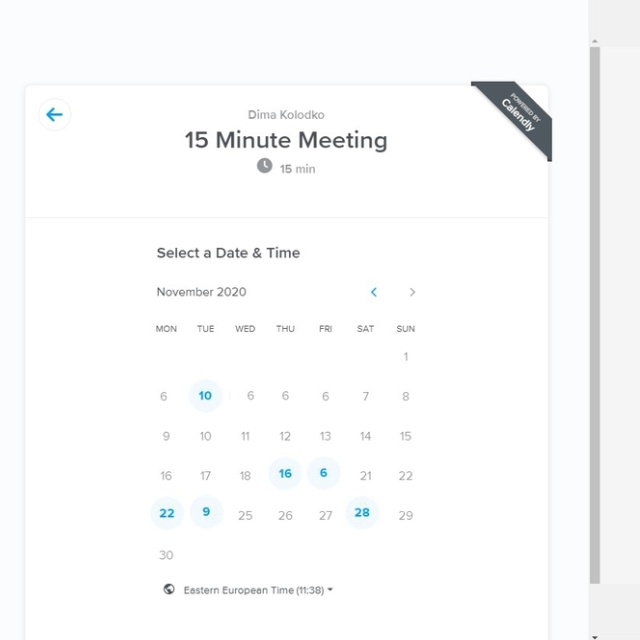 POWERED BY
Calendly
Dima Kolodko
15 Minute Meeting
15 min
Select a Date & Time
November 2020
MON TUE WED THU FRI SAT SUN
1
6 10 6 6 6 7 8
9 10 11 12 13 14 15
16 17 18 16 6 21 22
22 9 25 26 27 28 29
30
Eastern European Time (11:38)